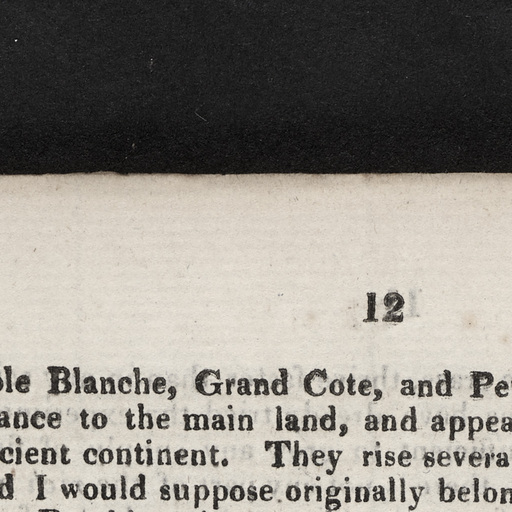 12
ble Blanche, Grand Cote, and Pe
ance to the main land, and appea
cient continent. They rise severa
d I would suppose originally belon